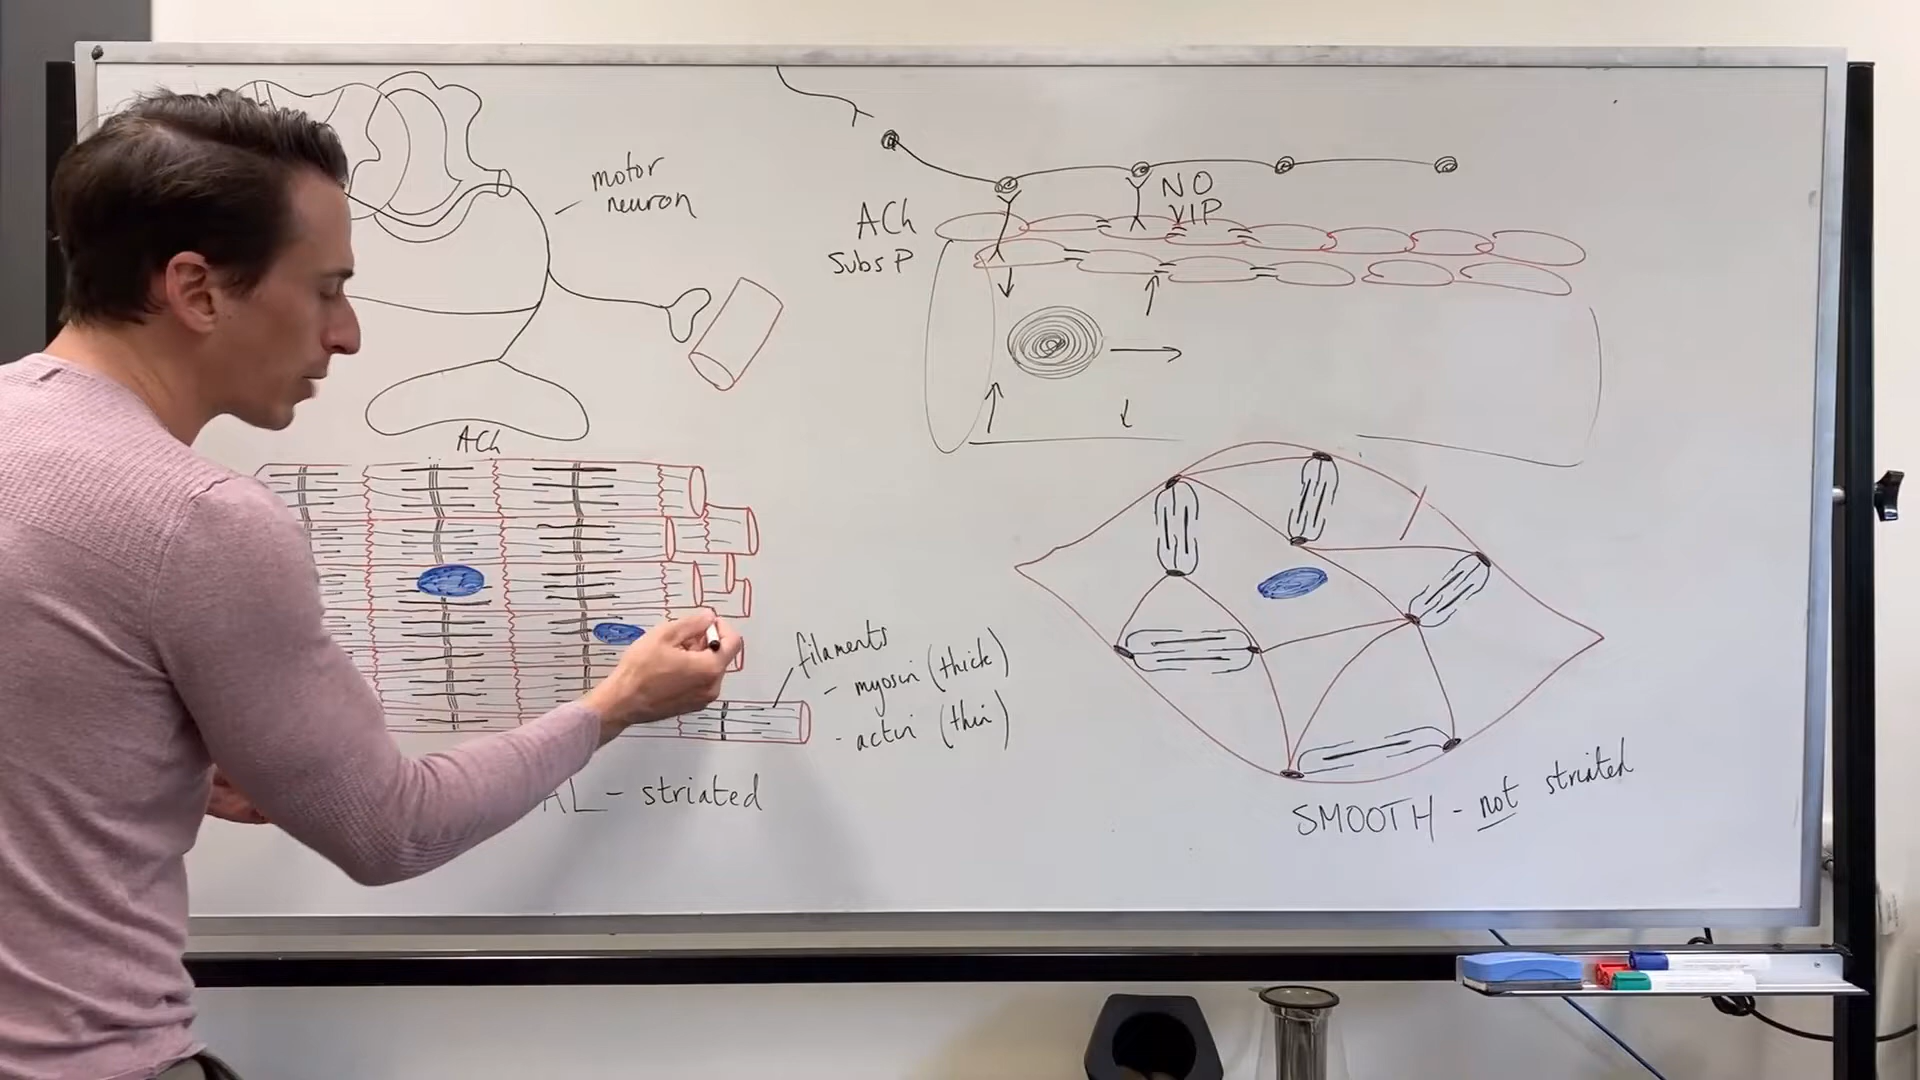 motor
neuron
ACh
Subs P
NO
VIP
ACh
filaments
- myosin (thick)
- actin (thin)
AL - striated
SMOOTH - not striated